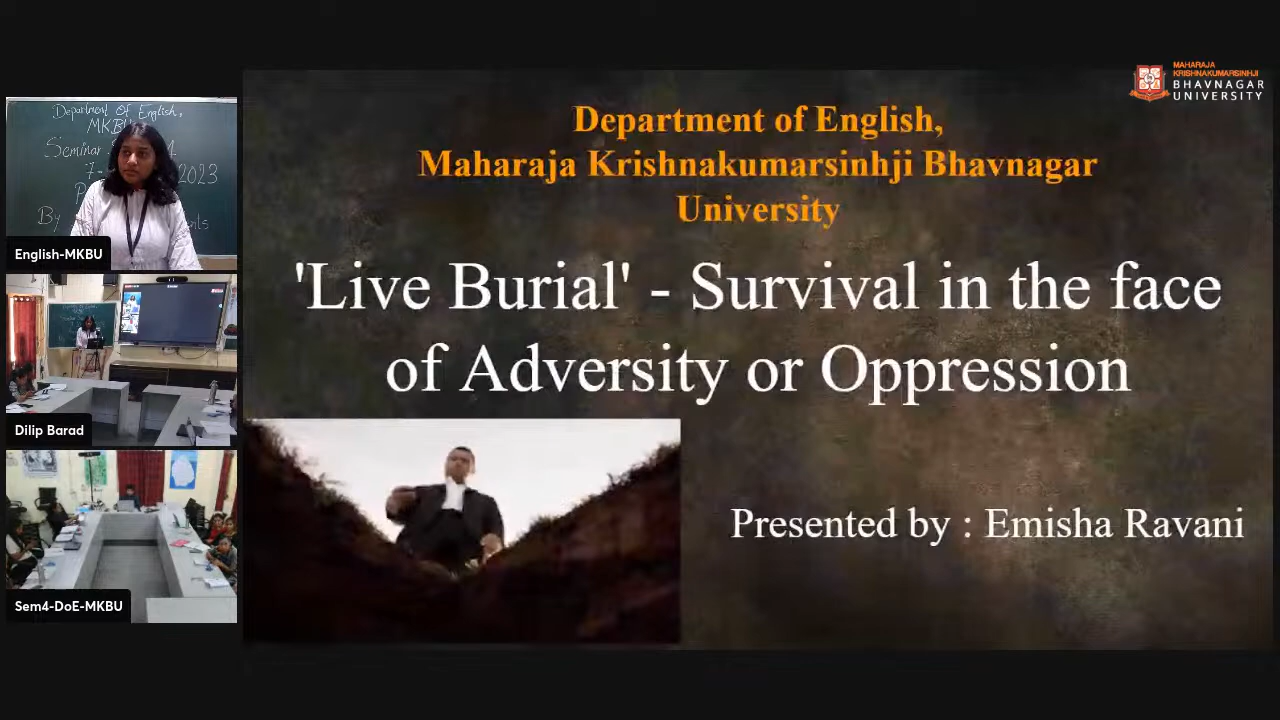 MAHARAJA
KRISHNAKUMARSINHJI
BHAVNAGAR
UNIVERSITY
Department of English,
Maharaja Krishnakumarsinhji Bhavnagar
University
'Live Burial' - Survival in the face
of Adversity or Oppression
Presented by : Emisha Ravani
Department of English,
MKBU
Seminar
7-
2023
By
English-MKBU
Dilip Barad
Sem4-DoE-MKBU